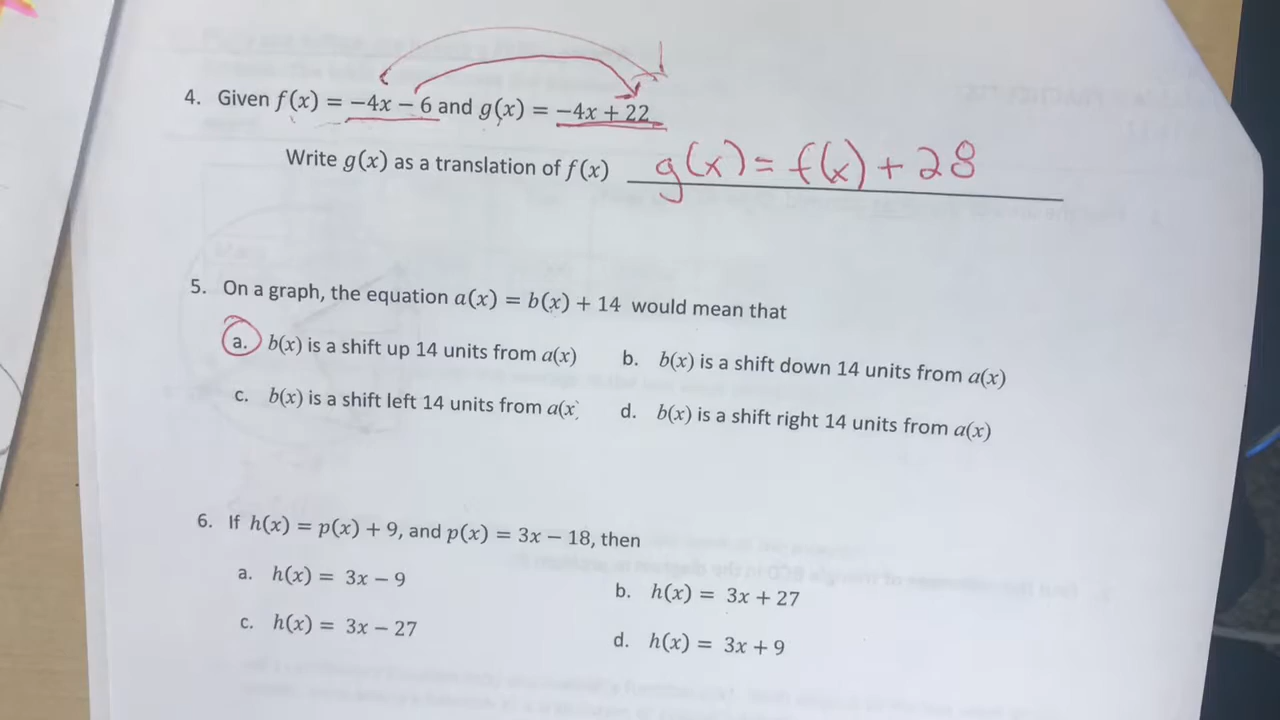 4. Given f(x) = −4x − 6 and g(x) = −4x + 22
Write g(x) as a translation of f(x) g(x) = f(x) + 28
5. On a graph, the equation a(x) = b(x) + 14 would mean that
a. b(x) is a shift up 14 units from a(x) b. b(x) is a shift down 14 units from a(x)
c. b(x) is a shift left 14 units from a(x) d. b(x) is a shift right 14 units from a(x)
6. If h(x) = p(x) + 9, and p(x) = 3x − 18, then
a. h(x) = 3x − 9 b. h(x) = 3x + 27
c. h(x) = 3x − 27 d. h(x) = 3x + 9